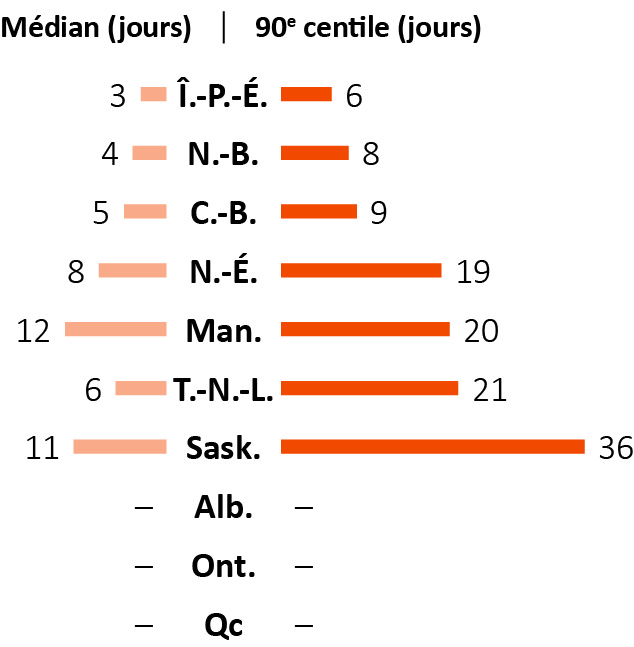 Médian (jours) | 90e centile (jours)
3 Î.-P.-É. 6
4 N.-B. 8
5 C.-B. 9
8 N.-É. 19
12 Man. 20
6 T.-N.-L. 21
11 Sask. 36
– Alb. –
– Ont. –
– Qc –